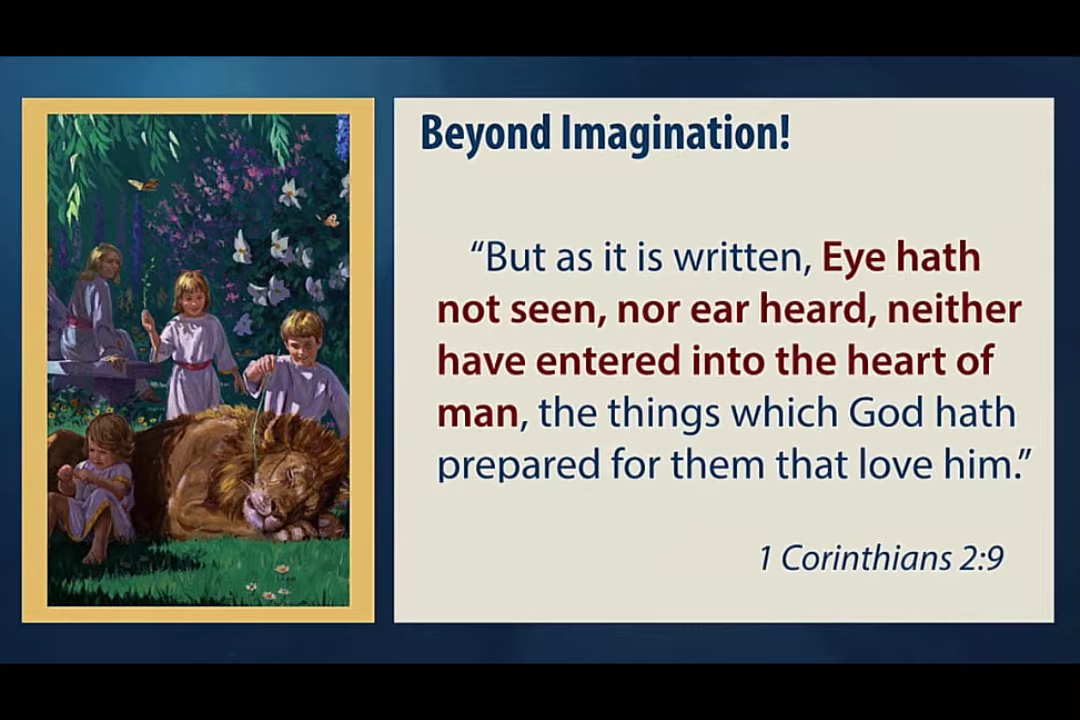 Beyond Imagination!
“But as it is written, Eye hath
not seen, nor ear heard, neither
have entered into the heart of
man, the things which God hath
prepared for them that love him.”
1 Corinthians 2:9